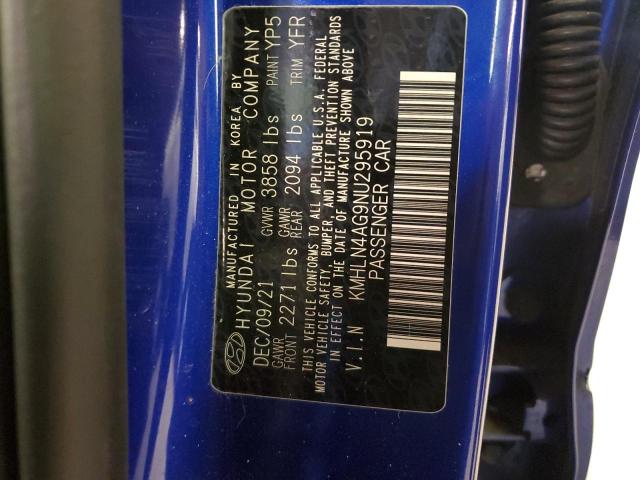 MANUFACTURED IN KOREA BY
HYUNDAI MOTOR COMPANY
DEC/09/21 GVWR 3858 lbs PAINT YP5
GAWR FRONT 2271 lbs GAWR REAR 2094 lbs TRIM YFR
THIS VEHICLE CONFORMS TO ALL APPLICABLE U.S.A. FEDERAL
MOTOR VEHICLE SAFETY, BUMPER, AND THEFT PREVENTION STANDARDS
IN EFFECT ON THE DATE OF MANUFACTURE SHOWN ABOVE
V.I.N KMHLN4AG9NU295919
PASSENGER CAR